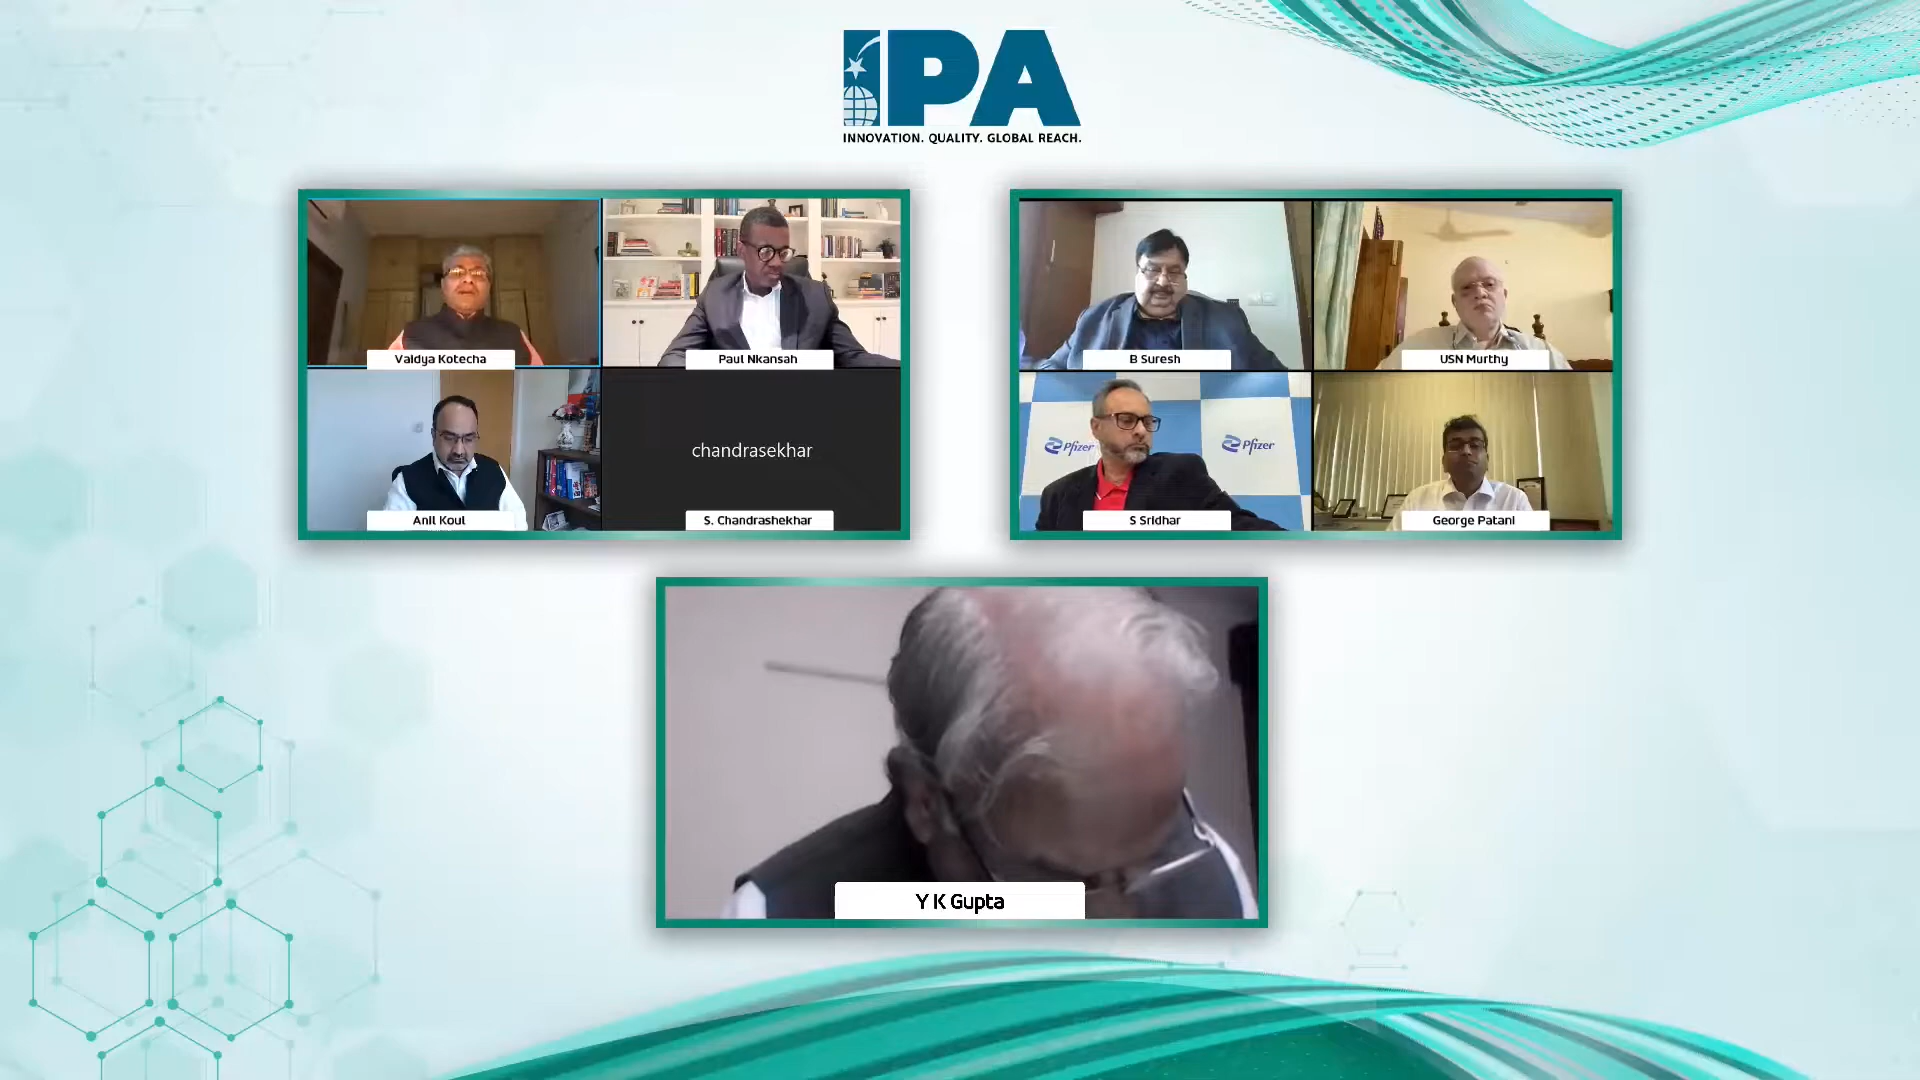 IPA
INNOVATION. QUALITY. GLOBAL REACH.
Vaidya Kotecha
Paul Nkansah
Anil Koul
chandrasekhar
S. Chandrashekhar
B Suresh
USN Murthy
Pfizer
Pfizer
S Sridhar
George Patani
Y K Gupta